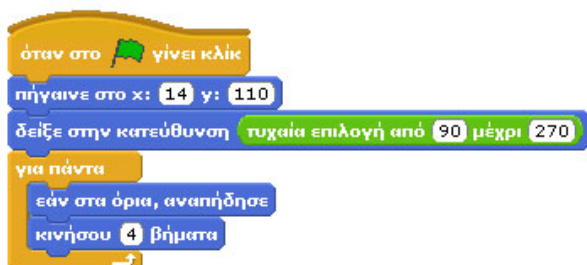 όταν στο γίνει κλίκ
πήγαινε στο x: 14 y: 110
δείξε στην κατεύθυνση τυχαία επιλογή από 90 μέχρι 270
για πάντα
εάν στα όρια, αναπήδησε
κινήσου 4 βήματα